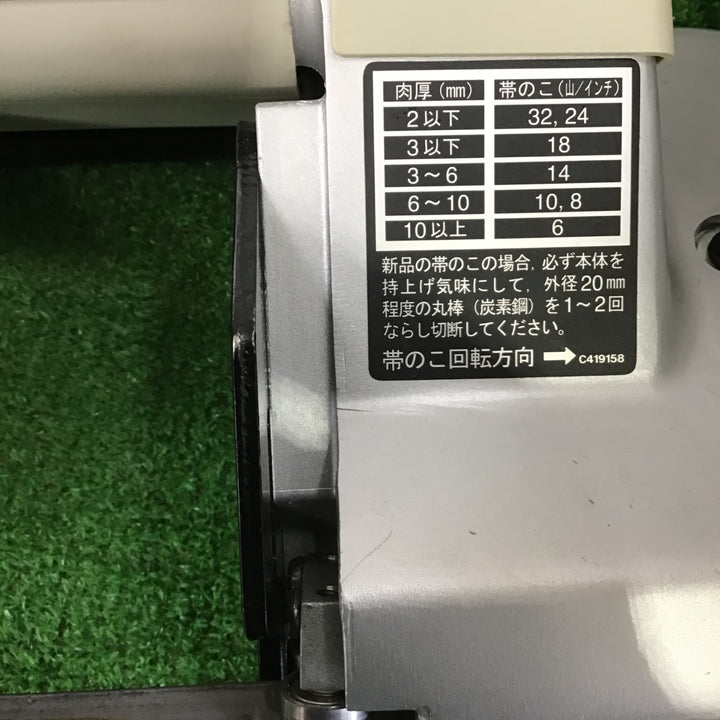 肉厚(mm) 帯のこ(山/インチ)
2以下 32, 24
3以下 18
3～6 14
6～10 10, 8
10以上 6
新品の帯のこの場合, 必ず本体を
持上げ気味にして, 外径20mm
程度の丸棒 (炭素鋼) を1～2回
ならし切断してください。
帯のこ回転方向 → C419158